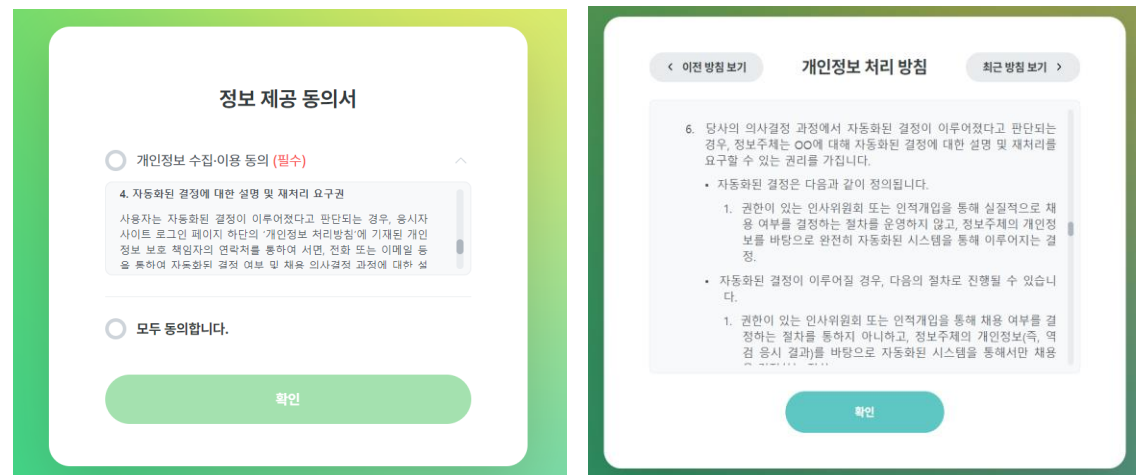 정보 제공 동의서
개인정보 수집·이용 동의 (필수)
4. 자동화된 결정에 대한 설명 및 재처리 요구권
사용자는 자동화된 결정이 이루어졌다고 판단되는 경우, 응시자
사이트 로그인 페이지 하단의 '개인정보 처리방침'에 기재된 개인
정보 보호 책임자의 연락처를 통하여 서면, 전화 또는 이메일 등
을 통하여 자동화된 결정 여부 및 채용 의사결정 과정에 대한 설
모두 동의합니다.
확인
< 이전 방침 보기
개인정보 처리 방침
최근 방침 보기 >
6. 당사의 의사결정 과정에서 자동화된 결정이 이루어졌다고 판단되는
경우, 정보주체는 OO에 대해 자동화된 결정에 대한 설명 및 재처리를
요구할 수 있는 권리를 가집니다.
• 자동화된 결정은 다음과 같이 정의됩니다.
1. 권한이 있는 인사위원회 또는 인적개입을 통해 실질적으로 채
용 여부를 결정하는 절차를 운영하지 않고, 정보주체의 개인정
보를 바탕으로 완전히 자동화된 시스템을 통해 이루어지는 결
정.
• 자동화된 결정이 이루어질 경우, 다음의 절차로 진행될 수 있습니
다.
1. 권한이 있는 인사위원회 또는 인적개입을 통해 채용 여부를 결
정하는 절차를 통하지 아니하고, 정보주체의 개인정보(즉, 역
검 응시 결과)를 바탕으로 자동화된 시스템을 통해서만 채용
확인